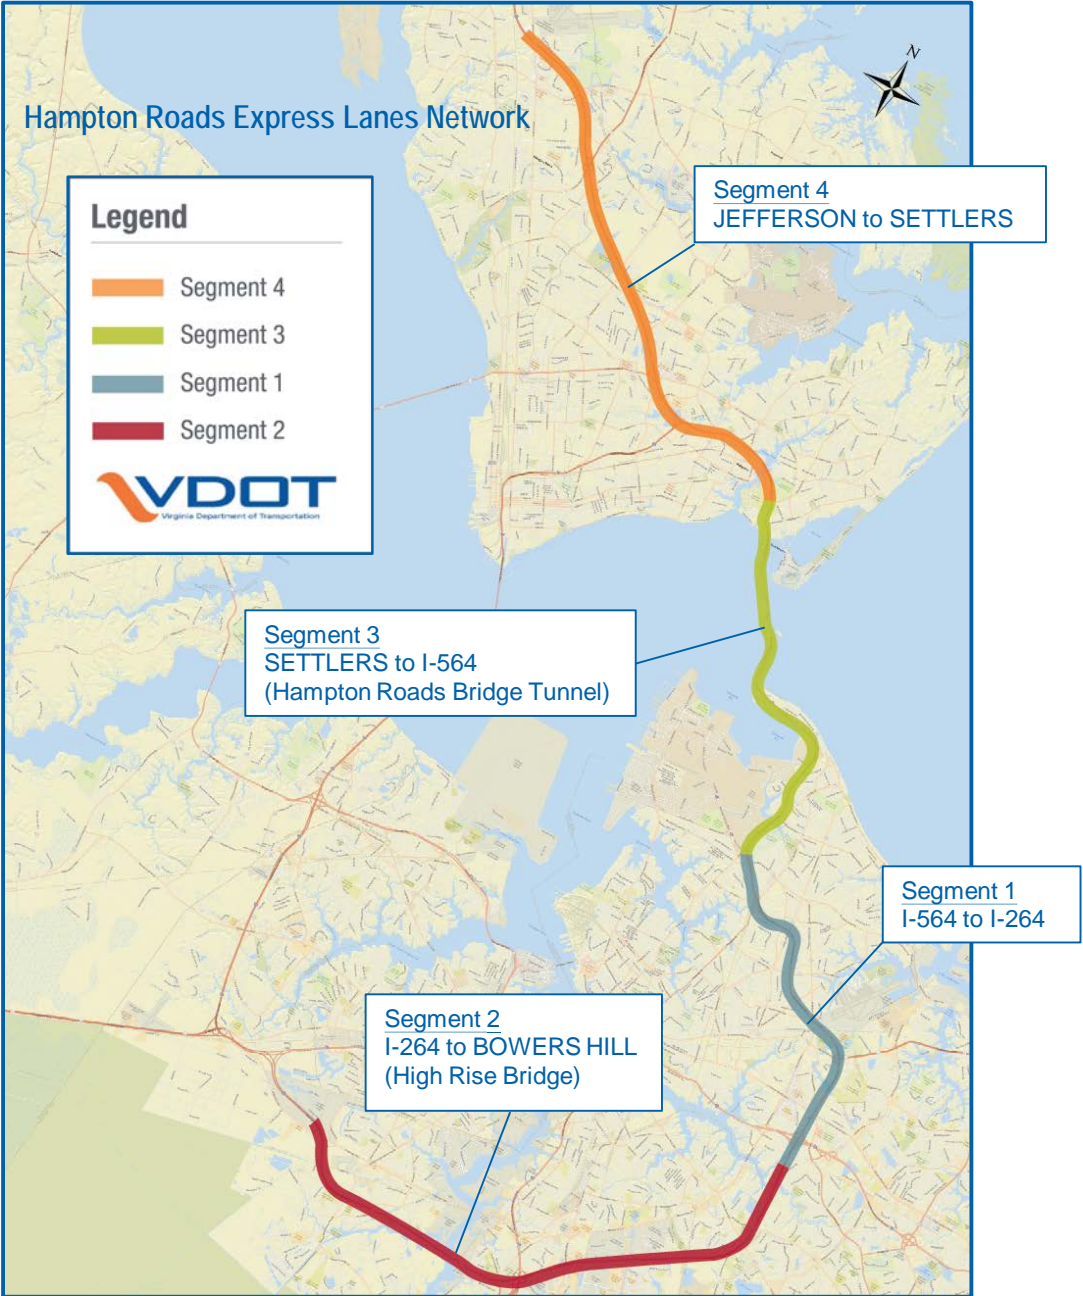 N
Hampton Roads Express Lanes Network
Segment 4
JEFFERSON to SETTLERS
Legend
Segment 4
Segment 3
Segment 1
Segment 2
VDOT
Virginia Department of Transportation
Segment 3
SETTLERS to I-564
(Hampton Roads Bridge Tunnel)
Segment 1
I-564 to I-264
Segment 2
I-264 to BOWERS HILL
(High Rise Bridge)